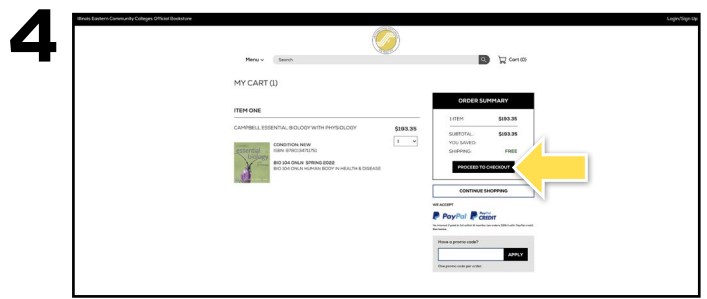 4
Illinois Eastern Community Colleges Official Bookstore
Login/Sign Up
Menu
Search
Cart (0)
MY CART (1)
ITEM ONE
CAMPBELL ESSENTIAL BIOLOGY WITH PHYSIOLOGY $193.35
1
CONDITION: NEW
BIO 104 ONLN SPRING 2022
BIO 104 ONLN HUMAN BODY IN HEALTH & DISEASE
ORDER SUMMARY
1 ITEM $193.35
SUBTOTAL: $193.35
YOU SAVED:
SHIPPING: FREE
PROCEED TO CHECKOUT
CONTINUE SHOPPING
WE ACCEPT
PayPal PayPal CREDIT
Have a promo code?
APPLY
One promo code per order